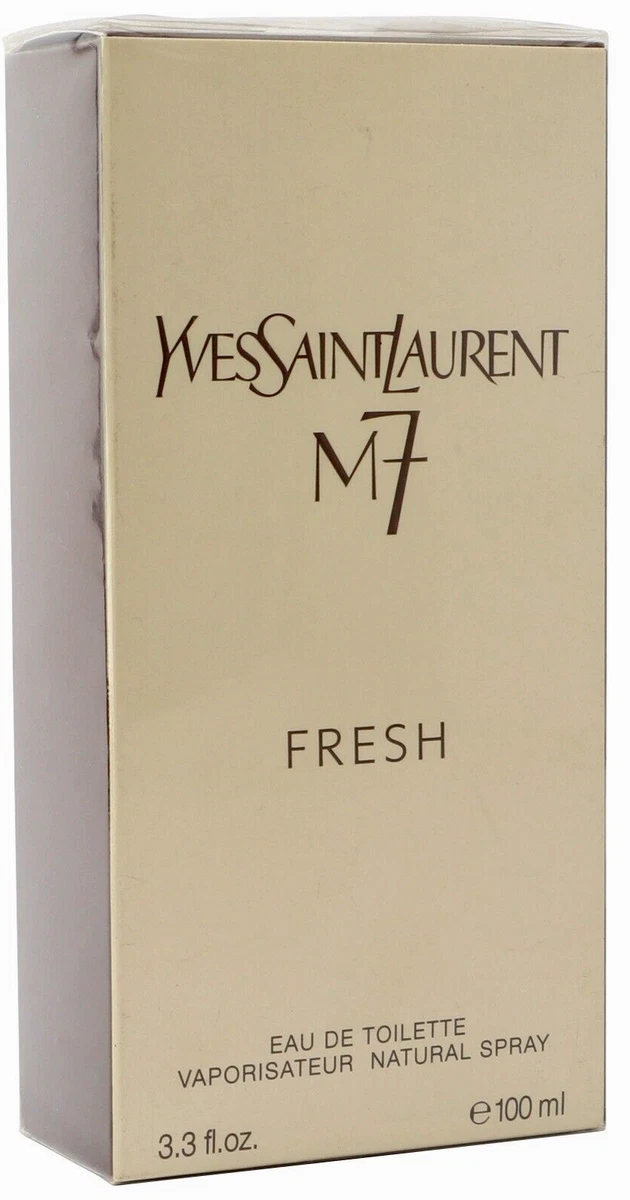 YVESSAINTLAURENT
M7
FRESH
EAU DE TOILETTE
VAPORISATEUR NATURAL SPRAY
3.3 fl.oz. ℮100 ml